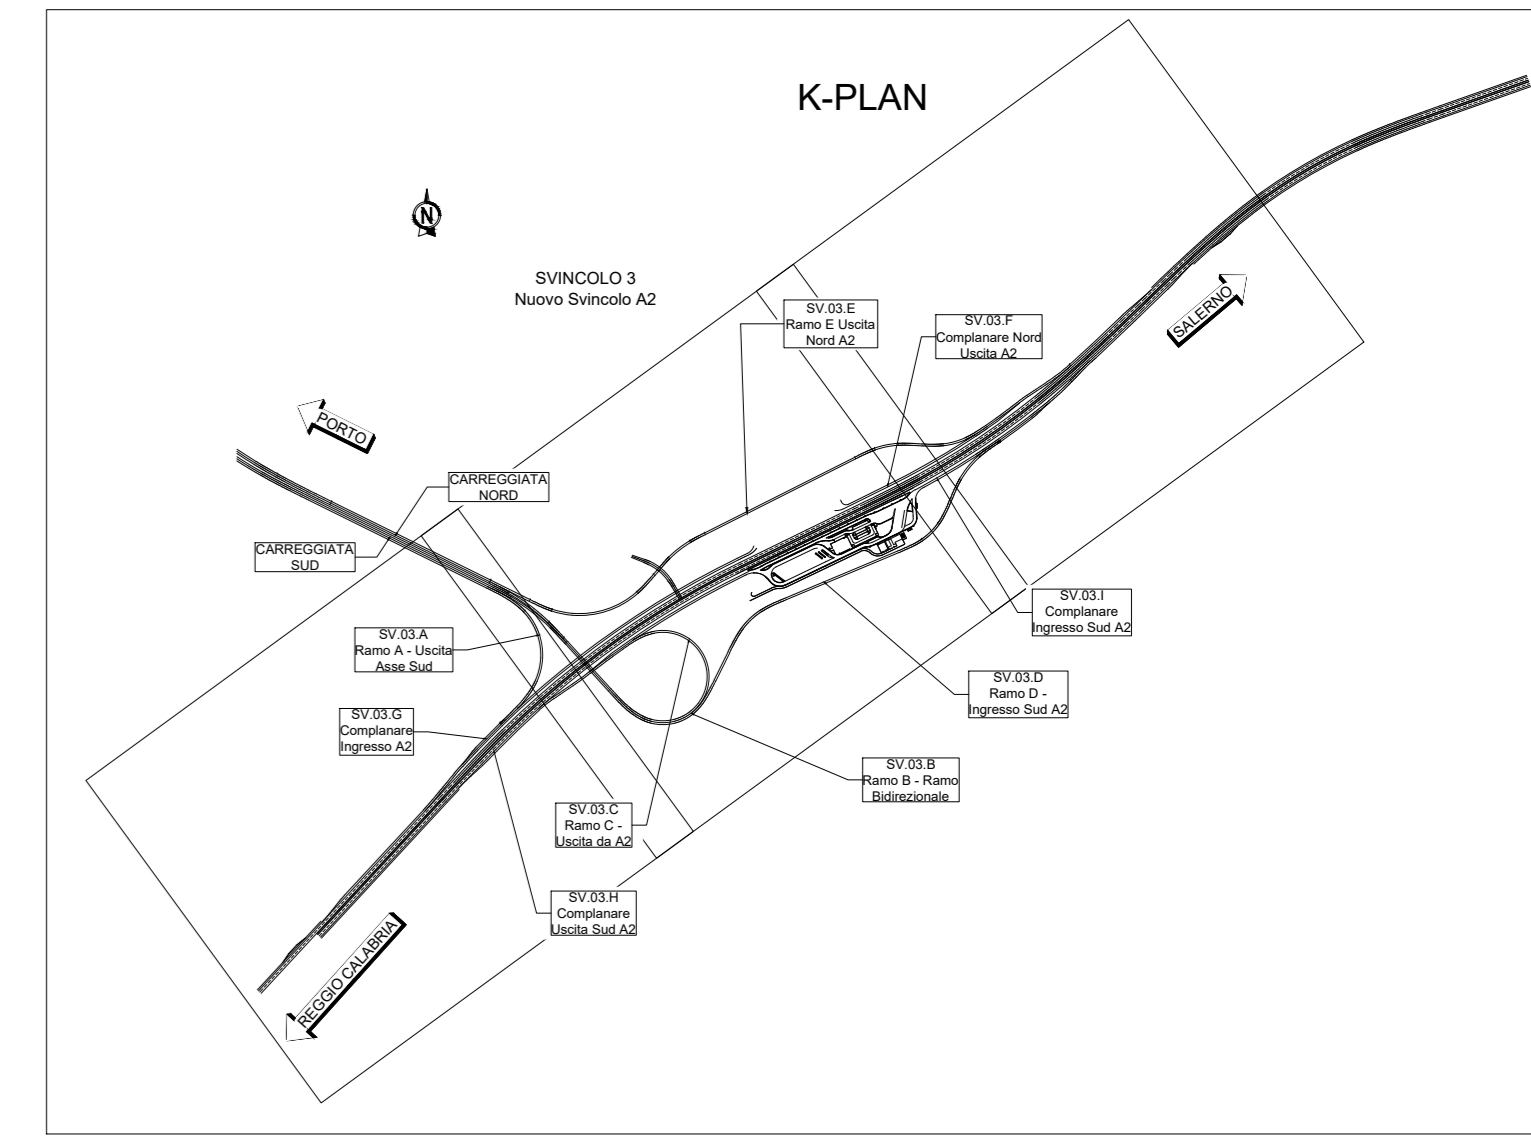 K-PLAN
N
SVINCOLO 3
Nuovo Svincolo A2
SV.03.E
Ramo E Uscita
Nord A2
SV.03.F
Complanare Nord
Uscita A2
SALERNO
PORTO
CARREGGIATA
NORD
CARREGGIATA
SUD
SV.03.I
Complanare
Ingresso Sud A2
SV.03.A
Ramo A - Uscita
Asse Sud
SV.03.D
Ramo D -
Ingresso Sud A2
SV.03.G
Complanare
Ingresso A2
SV.03.B
Ramo B - Ramo
Bidirezionale
SV.03.C
Ramo C -
Uscita da A2
SV.03.H
Complanare
Uscita Sud A2
REGGIO CALABRIA